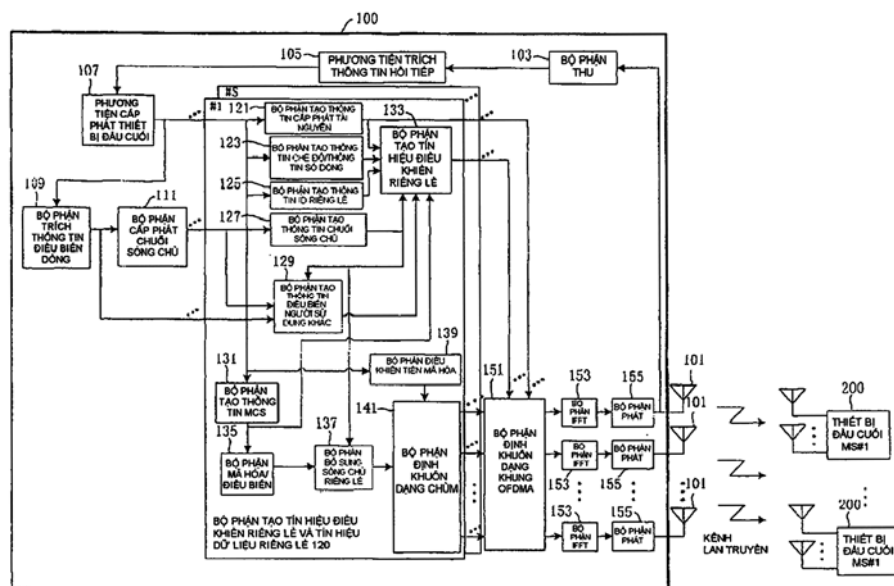 100
105
PHƯƠNG TIỆN TRÍCH
THÔNG TIN HỒI TIẾP
103
BỘ PHẬN
THU
107
PHƯƠNG
TIỆN CẤP
PHÁT THIẾT
BỊ ĐẦU CUỐI
#S
#1
121
BỘ PHẬN TẠO THÔNG
TIN CẤP PHÁT TÀI
NGUYÊN
133
BỘ PHẬN
TẠO TÍN
HIỆU ĐIỀU
KHIỂN
RIÊNG LẺ
123
BỘ PHẬN TẠO THÔNG
TIN CHẾ ĐỘ/THÔNG
TIN SỐ DÒNG
125
BỘ PHẬN TẠO THÔNG
TIN ID RIÊNG LẺ
109
BỘ PHẬN
TRÍCH
THÔNG TIN
ĐIỀU BIẾN
DÒNG
111
BỘ PHẬN
CẤP PHÁT
CHUỖI
SÓNG CHỦ
127
BỘ PHẬN TẠO
THÔNG TIN CHUỖI
SÓNG CHỦ
129
BỘ PHẬN TẠO
THÔNG TIN
ĐIỀU BIẾN
NGƯỜI SỬ
DỤNG KHÁC
139
BỘ PHẬN ĐIỀU
KHIỂN TIỀN MÃ HÓA
131
BỘ PHẬN
TẠO THÔNG
TIN MCS
141
BỘ PHẬN
ĐỊNH
KHUÔN
DẠNG CHÙM
151
BỘ PHẬN
ĐỊNH
KHUÔN
DẠNG
KHUNG
OFDMA
135
BỘ PHẬN
MÃ HÓA/
ĐIỀU BIẾN
137
BỘ PHẬN
BỔ SUNG
SÓNG CHỦ
RIÊNG LẺ
153
BỘ
PHẬN
IFFT
155
BỘ PHẬN
PHÁT
101
BỘ
PHẬN
IFFT
153
BỘ PHẬN
PHÁT
155
101
153
BỘ
PHẬN
IFFT
155
BỘ PHẬN
PHÁT
101
BỘ PHẬN TẠO TÍN HIỆU ĐIỀU
KHIỂN RIÊNG LẺ VÀ TÍN HIỆU
DỮ LIỆU RIÊNG LẺ 120
KÊNH
LAN TRUYỀN
200
THIẾT BỊ
ĐẦU CUỐI
MS#1
200
THIẾT BỊ
ĐẦU CUỐI
MS#1